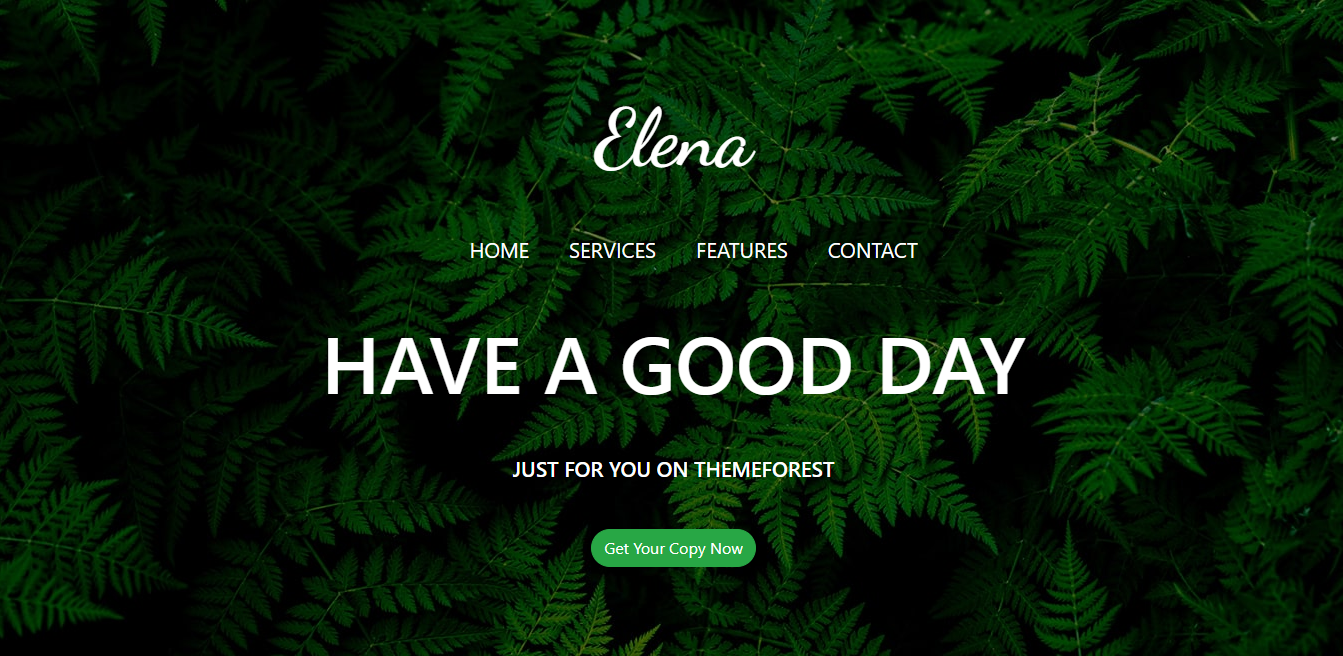 Elena
HOME SERVICES FEATURES CONTACT
HAVE A GOOD DAY
JUST FOR YOU ON THEMEFOREST
Get Your Copy Now